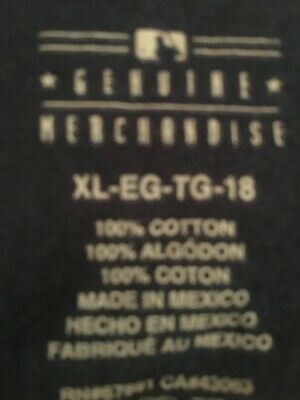 ★ GENUINE ★
MERCHANDISE
XL-EG-TG-18
100% COTTON
100% ALGÓDON
100% COTON
MADE IN MEXICO
HECHO EN MEXICO
FABRIQUÉ AU MEXICO